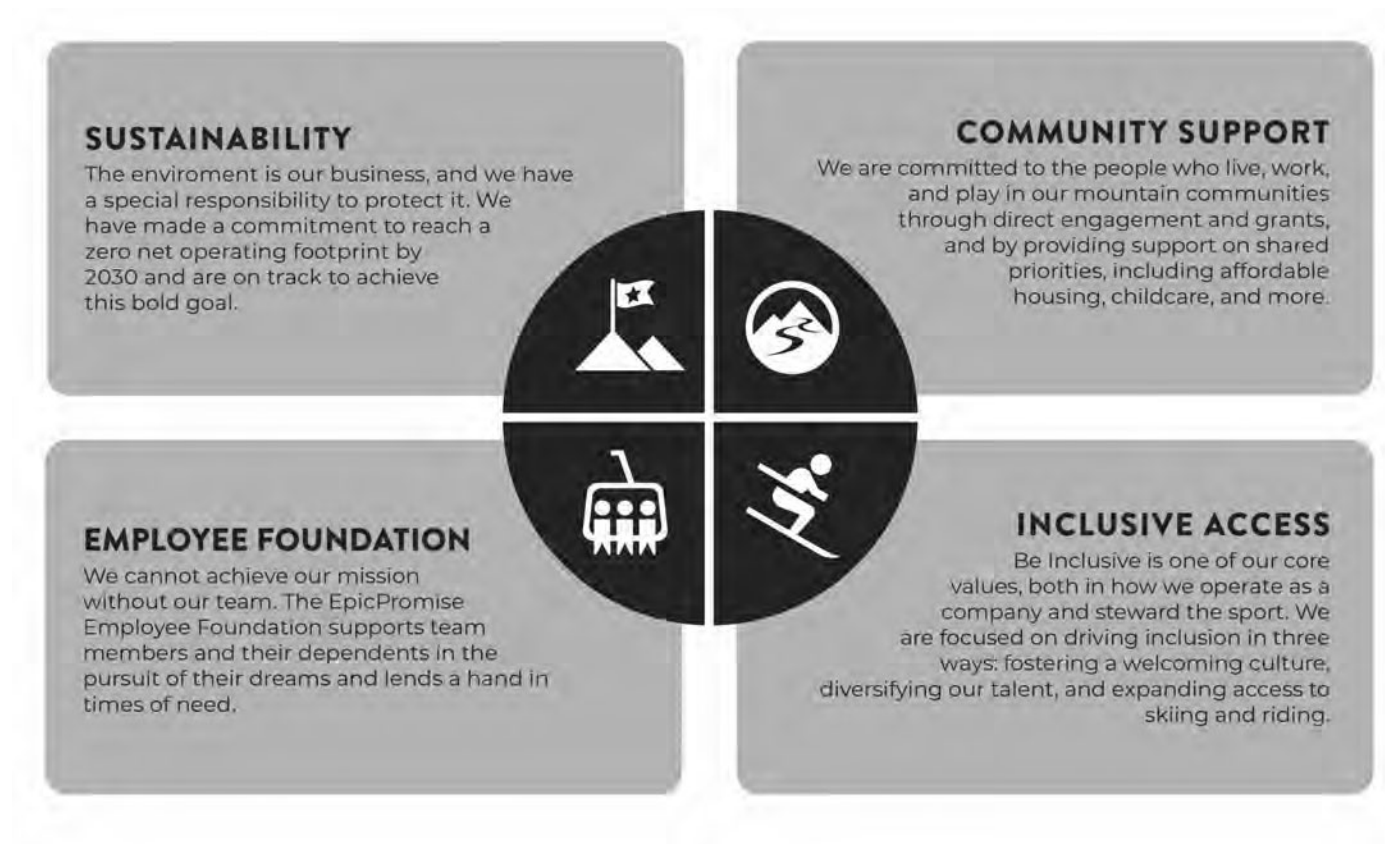 SUSTAINABILITY
The enviroment is our business, and we have
a special responsibility to protect it. We
have made a commitment to reach a
zero net operating footprint by
2030 and are on track to achieve
this bold goal.
COMMUNITY SUPPORT
We are committed to the people who live, work,
and play in our mountain communities
through direct engagement and grants,
and by providing support on shared
priorities, including affordable
housing, childcare, and more.
EMPLOYEE FOUNDATION
We cannot achieve our mission
without our team. The EpicPromise
Employee Foundation supports team
members and their dependents in the
pursuit of their dreams and lends a hand in
times of need.
INCLUSIVE ACCESS
Be Inclusive is one of our core
values, both in how we operate as a
company and steward the sport. We
are focused on driving inclusion in three
ways: fostering a welcoming culture,
diversifying our talent, and expanding access to
skiing and riding.